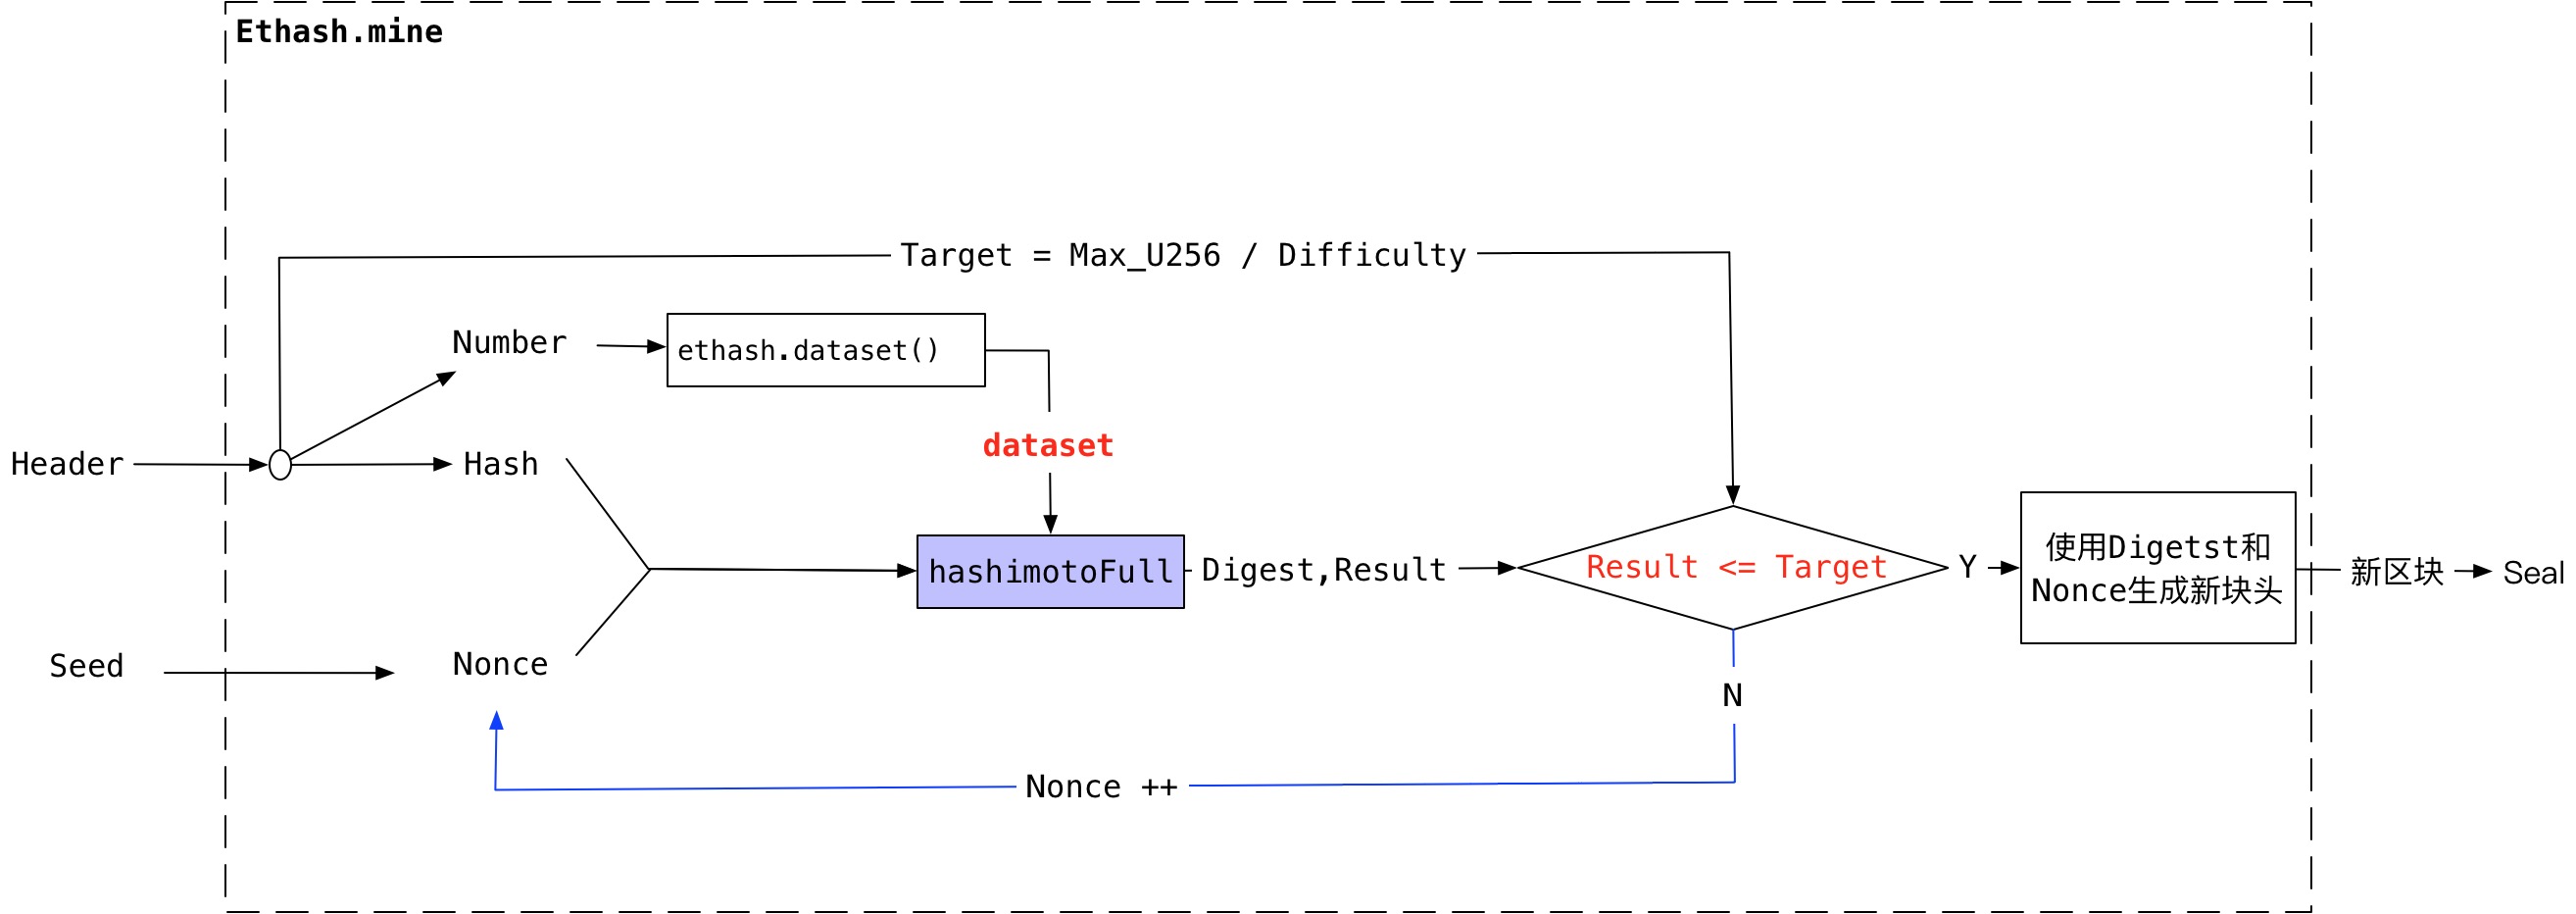 Ethash.mine
Target = Max_U256 / Difficulty
Number
ethash.dataset()
dataset
Header
Hash
hashimotoFull
Digest,Result
Result <= Target
Y
使用Digetst和
Nonce生成新块头
新区块
Seal
Seed
Nonce
N
Nonce ++